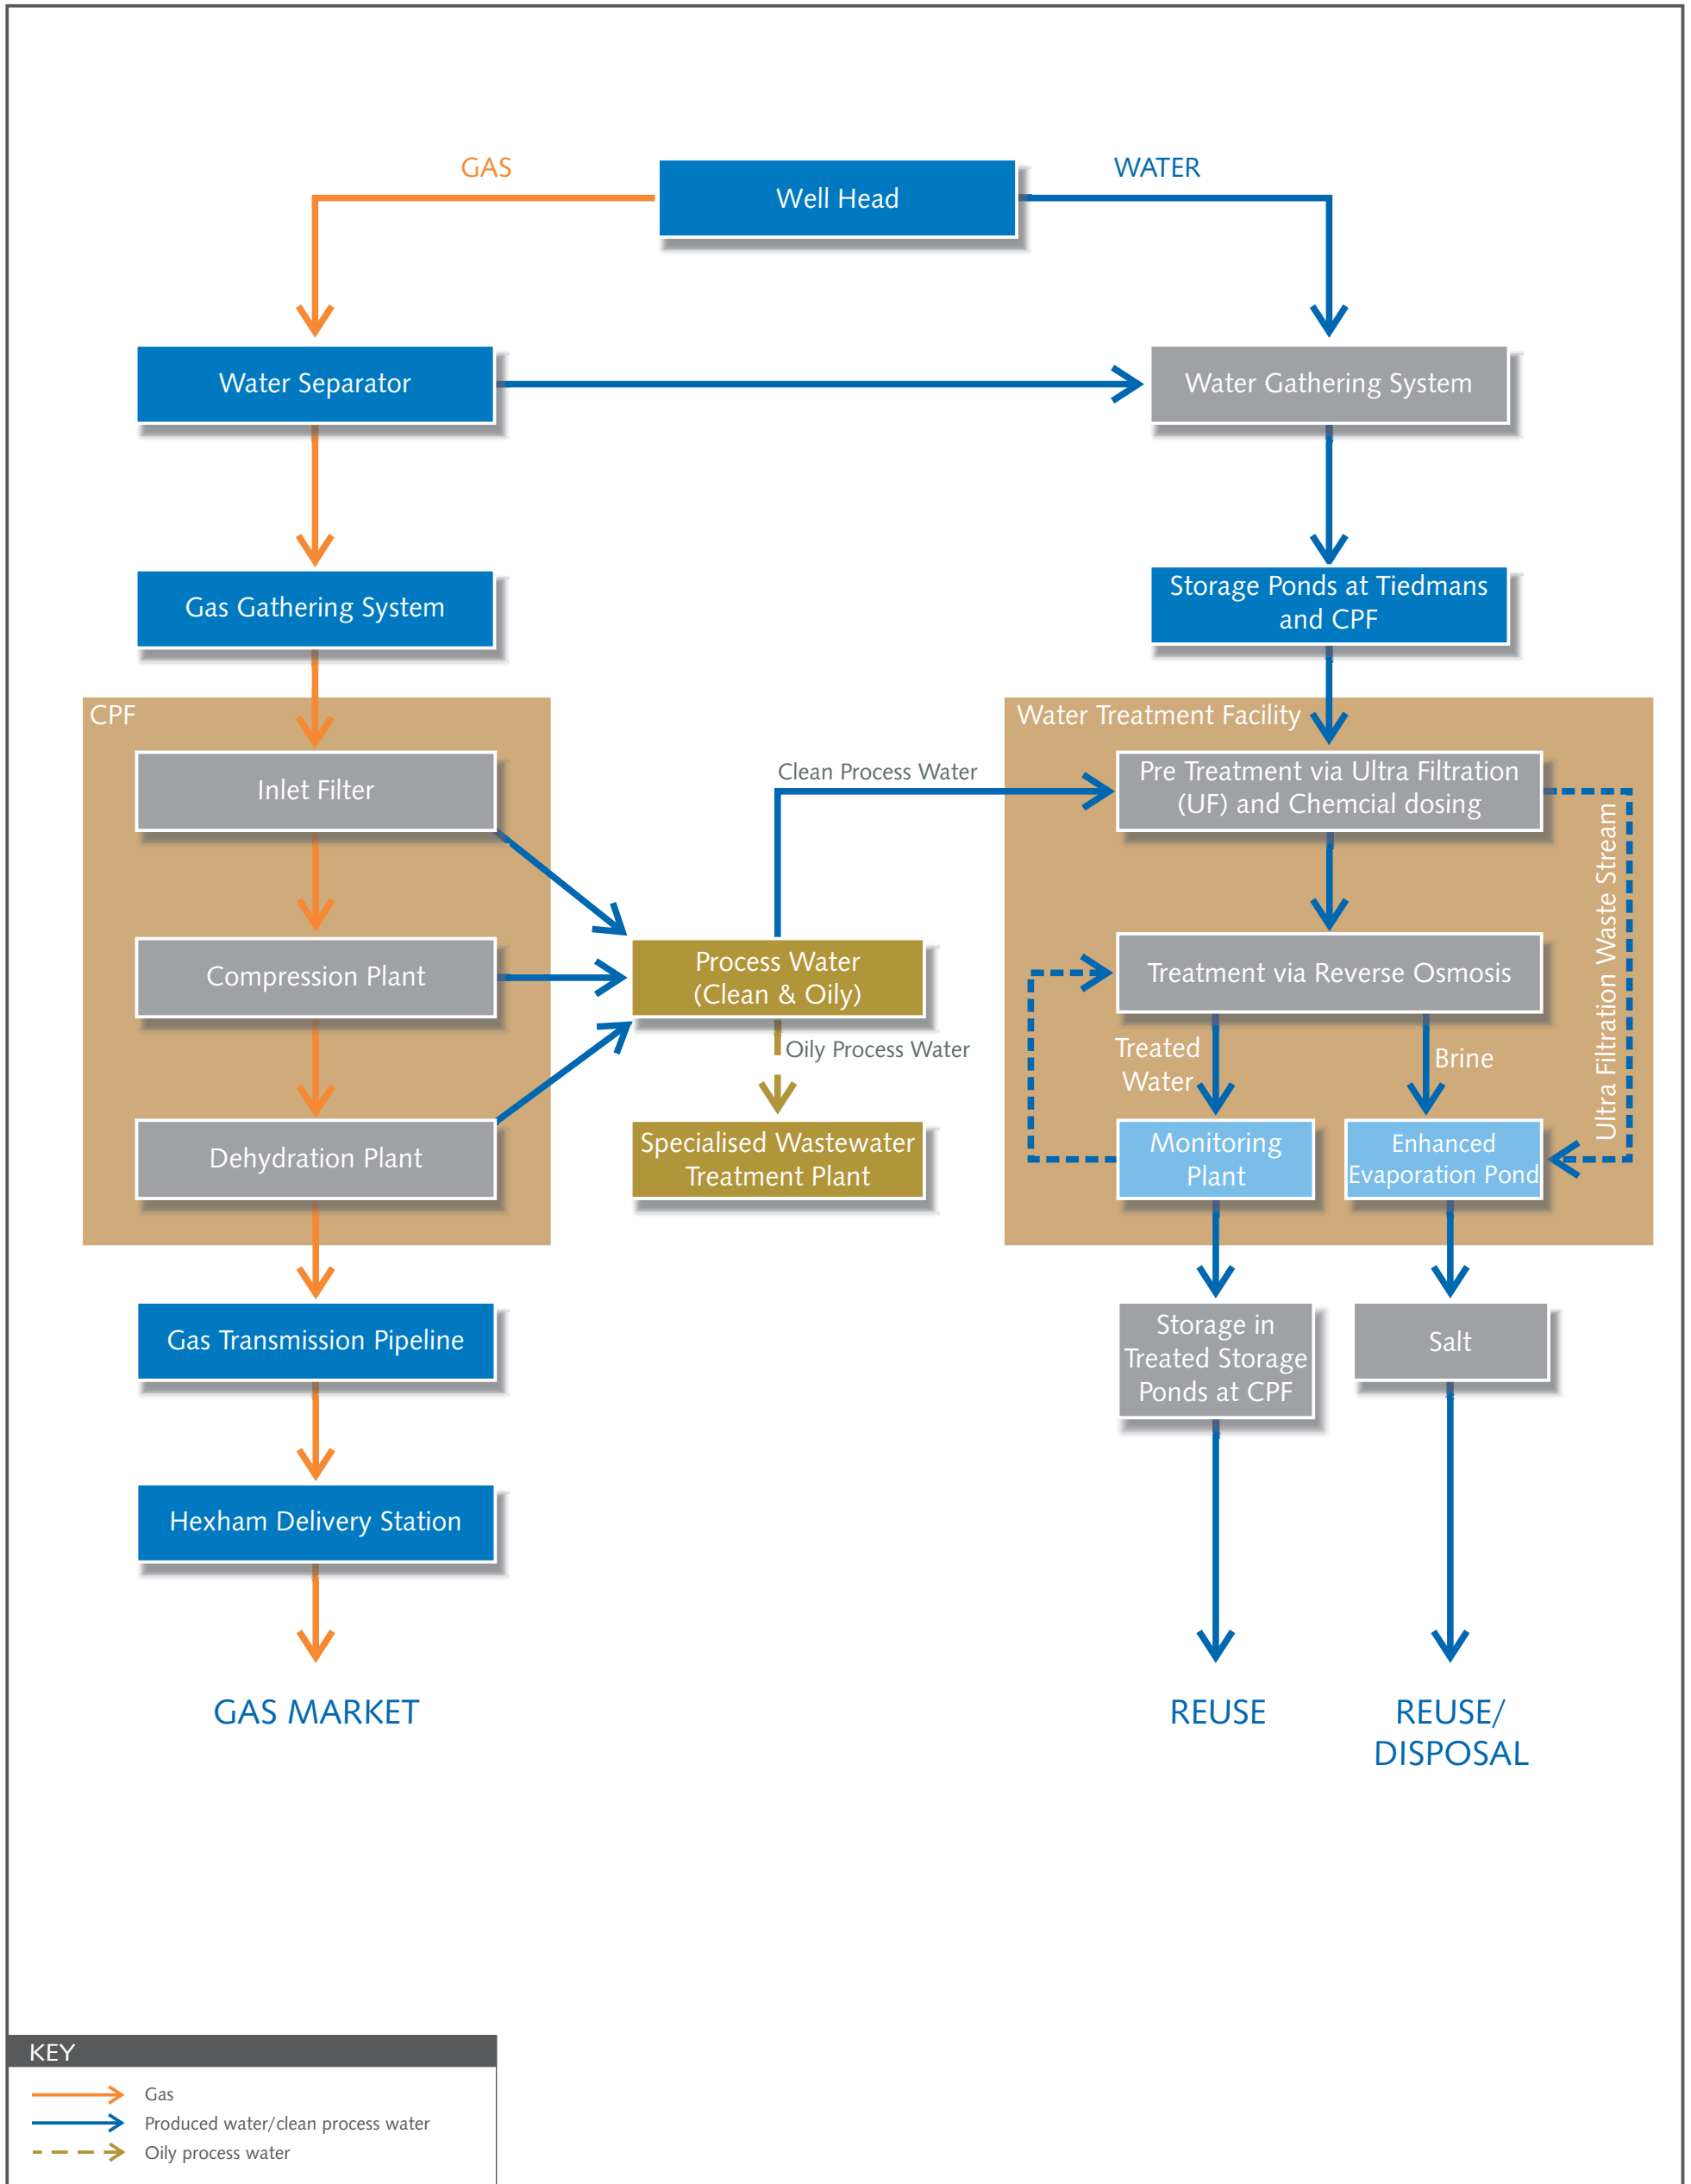 GAS
Well Head
WATER
Water Separator
Water Gathering System
Gas Gathering System
Storage Ponds at Tiedmans
and CPF
CPF
Inlet Filter
Compression Plant
Dehydration Plant
Clean Process Water
Process Water
(Clean & Oily)
Oily Process Water
Specialised Wastewater
Treatment Plant
Water Treatment Facility
Pre Treatment via Ultra Filtration
(UF) and Chemcial dosing
Treatment via Reverse Osmosis
Treated
Water
Brine
Ultra Filtration Waste Stream
Monitoring
Plant
Enhanced
Evaporation Pond
Gas Transmission Pipeline
Storage in
Treated Storage
Ponds at CPF
Salt
Hexham Delivery Station
GAS MARKET
REUSE
REUSE/
DISPOSAL
KEY
Gas
Produced water/clean process water
Oily process water